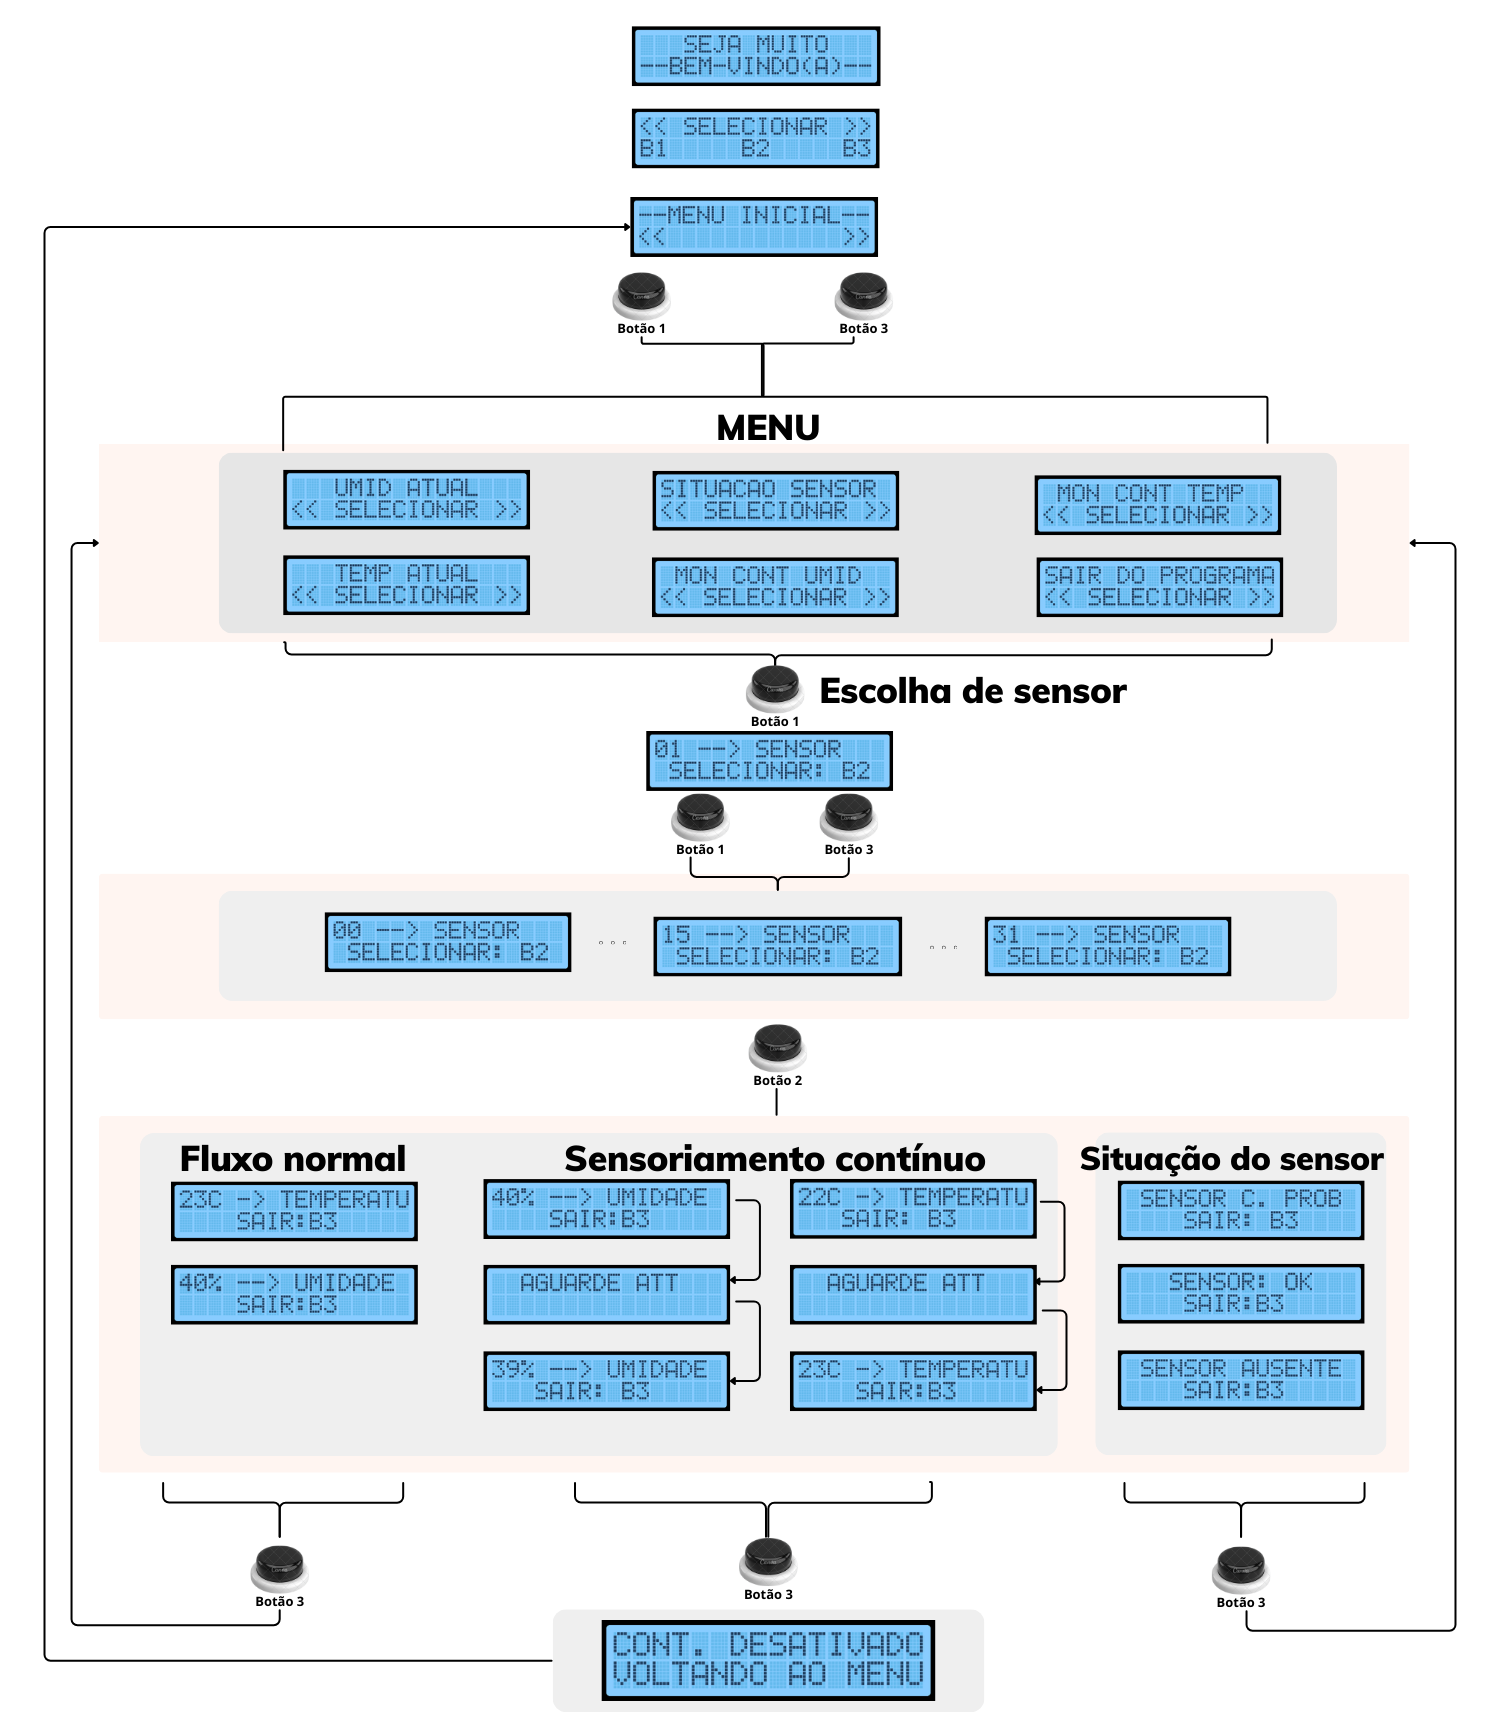 SEJA MUITO
--BEM-VINDO(A)--
<< SELECIONAR >>
B1 B2 B3
--MENU INICIAL--
<< >>
Botão 1
Botão 3
MENU
UMID ATUAL
<< SELECIONAR >>
SITUACAO SENSOR
<< SELECIONAR >>
MON CONT TEMP
<< SELECIONAR >>
TEMP ATUAL
<< SELECIONAR >>
MON CONT UMID
<< SELECIONAR >>
SAIR DO PROGRAMA
<< SELECIONAR >>
Botão 1
Escolha de sensor
01 --> SENSOR
SELECIONAR: B2
Botão 1
Botão 3
00 --> SENSOR
SELECIONAR: B2
15 --> SENSOR
SELECIONAR: B2
31 --> SENSOR
SELECIONAR: B2
Botão 2
Fluxo normal
23C -> TEMPERATU
SAIR:B3
40% --> UMIDADE
SAIR:B3
Sensoriamento contínuo
40% --> UMIDADE
SAIR:B3
AGUARDE ATT
39% --> UMIDADE
SAIR: B3
22C -> TEMPERATU
SAIR: B3
AGUARDE ATT
23C -> TEMPERATU
SAIR:B3
Situação do sensor
SENSOR C. PROB
SAIR: B3
SENSOR: OK
SAIR:B3
SENSOR AUSENTE
SAIR:B3
Botão 3
Botão 3
Botão 3
CONT. DESATIVADO
VOLTANDO AO MENU